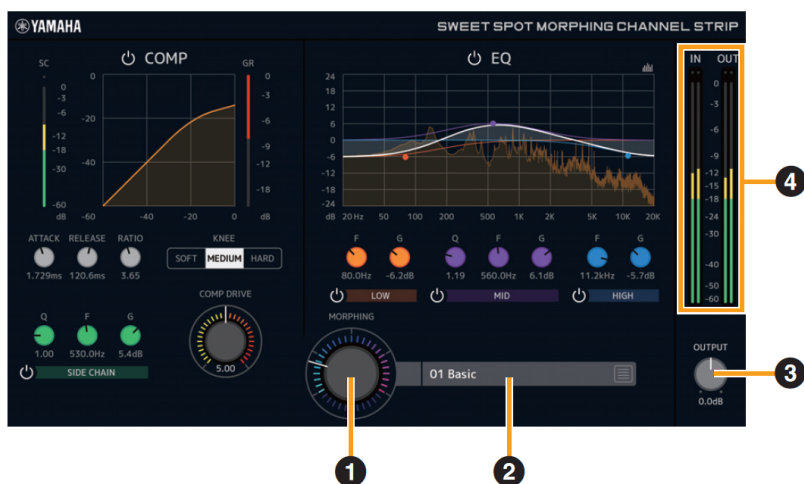 YAMAHA
SWEET SPOT MORPHING CHANNEL STRIP
COMP
EQ
SC
GR
IN OUT
0
-3
-6
-12
-18
-30
-60
dB
0
-20
-40
-60 -40 -20 0
0
-3
-6
-9
-12
-18
dB
24
18
12
6
0
-6
-12
-18
-24
dB 20 Hz 50 100 200 500 1K 2K 5K 10K 20K
0
-3
-6
-9
-12
-15
-18
-24
-30
-40
-50
-60
4
ATTACK RELEASE RATIO
1.729ms 120.6ms 3.65
KNEE
SOFT MEDIUM HARD
F G
80.0Hz -6.2dB
LOW
Q F G
1.19 560.0Hz 6.1dB
MID
F G
11.2kHz -5.7dB
HIGH
COMP DRIVE
5.00
Q F G
1.00 530.0Hz 5.4dB
SIDE CHAIN
MORPHING
01 Basic
OUTPUT
0.0dB
3
1
2